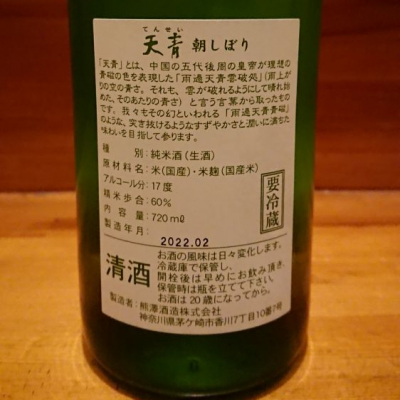 てんせい
天青 朝しぼり
「天青」とは、中国の五代後周の皇帝が理想の
青磁の色を表現した「雨過天青雲破処」(雨上が
りの空の青さ。それも、雲が破れるようにして晴れ始
めた、そのあたりの青さ)と言う言葉から取ったもの
です。我々もその幻といわれる「雨過天青青磁」
のような、突き抜けるようなすずやかさと潤いに満ちた
味わいを目指して参ります。
種別:純米酒(生酒)
原材料名:米(国産)・米麹(国産米)
アルコール分:17度
精米歩合:60%
内容量:720ml
製造年月:
2022.02
要冷蔵
清酒
お酒の風味は日々変化します。
冷蔵庫で保管し、
開栓後は早めにお飲み頂き、
保管時は瓶を立てて下さい。
お酒は20歳になってから。
製造者:熊澤酒造株式会社
神奈川県茅ヶ崎市香川7丁目10番7号